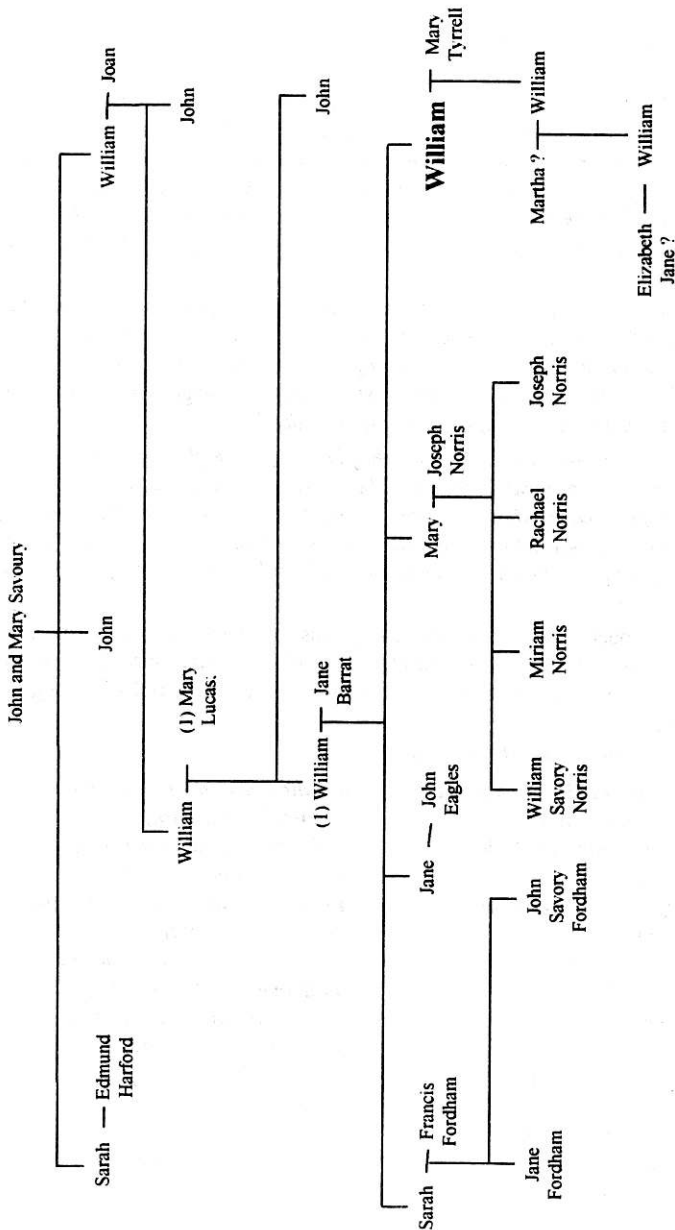 John and Mary Savoury
Sarah
Edmund
Harford
John
William
Joan
William
(1) Mary
Lucas:
John
(1) William
Jane
Barrat
John
Sarah
Francis
Fordham
Jane
John
Eagles
Mary
Joseph
Norris
William
Mary
Tyrrell
Jane
Fordham
John
Savory
Fordham
William
Savory
Norris
Miriam
Norris
Rachael
Norris
Joseph
Norris
Martha ?
William
Elizabeth
Jane ?
William